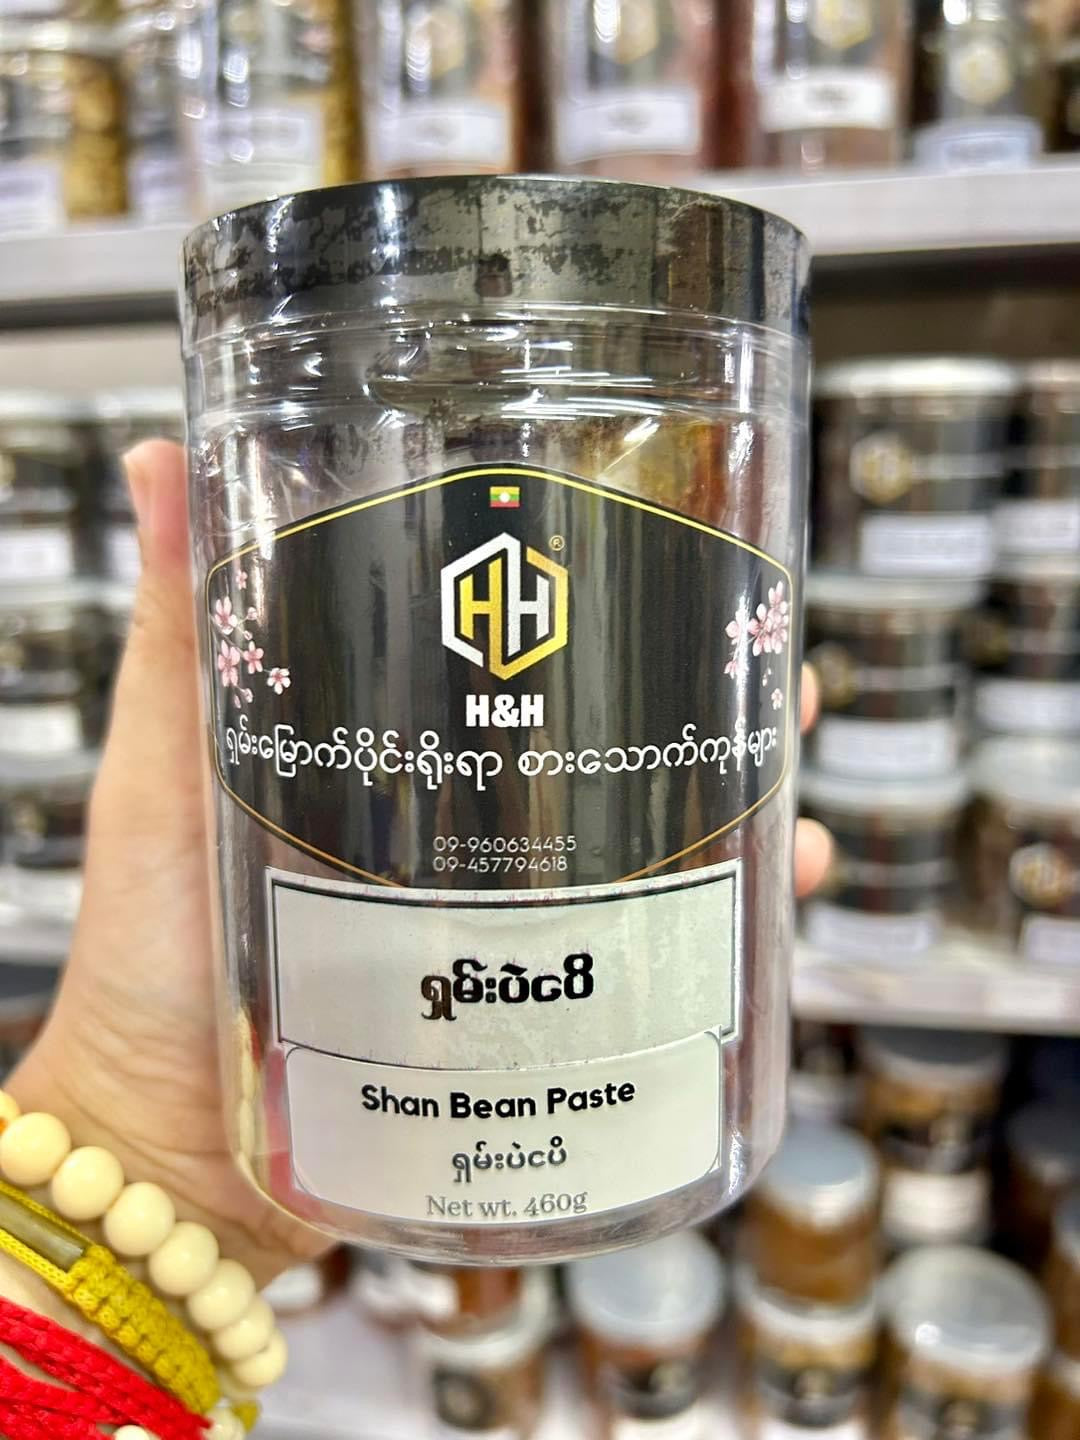 HH
®
H&H
ရှမ်းမြောက်ပိုင်းရိုးရာ စားသောက်ကုန်များ
09-960634455
09-457794618
ရှမ်းပဲငပိ
Shan Bean Paste
ရှမ်းပဲငပိ
Net wt. 460g